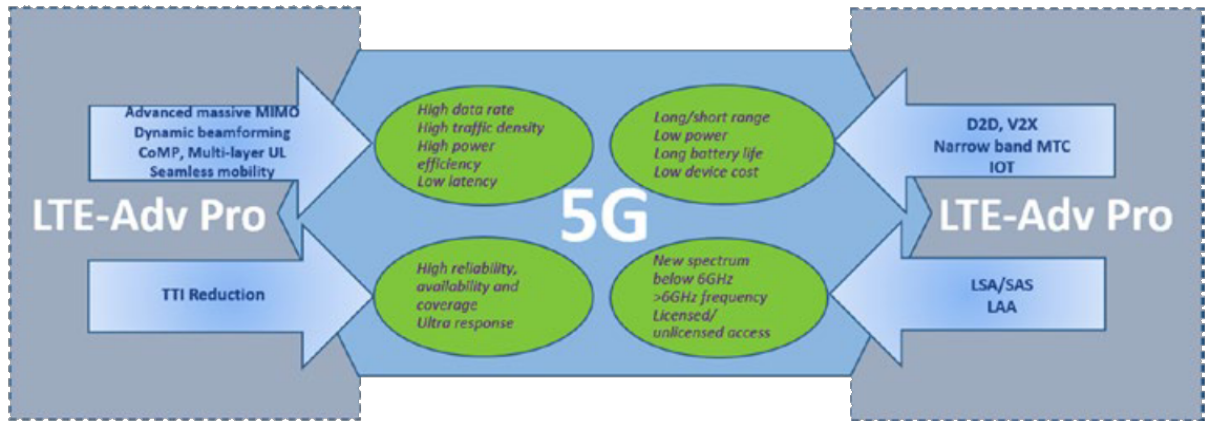 Advanced massive MIMO
Dynamic beamforming
CoMP, Multi-layer UL
Seamless mobility
High data rate
High traffic density
High power
efficiency
Low latency
Long/short range
Low power
Long battery life
Low device cost
D2D, V2X
Narrow band MTC
IOT
LTE-Adv Pro
5G
LTE-Adv Pro
TTI Reduction
High reliability,
availability and
coverage
Ultra response
New spectrum
below 6GHz
>6GHz frequency
Licensed/
unlicensed access
LSA/SAS
LAA